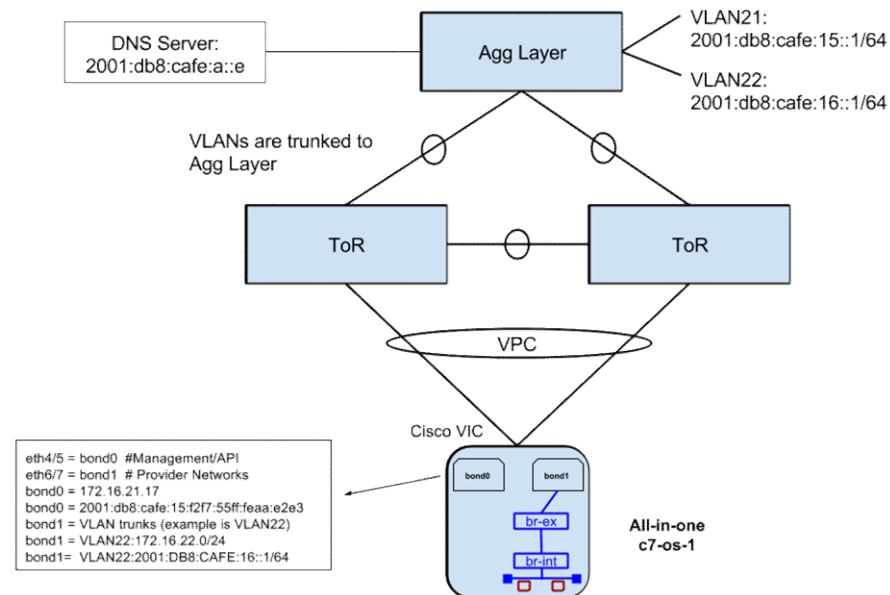 DNS Server:
2001:db8:cafe:a::e
Agg Layer
VLAN21:
2001:db8:cafe:15::1/64
VLAN22:
2001:db8:cafe:16::1/64
VLANs are trunked to
Agg Layer
ToR
ToR
VPC
Cisco VIC
eth4/5 = bond0  #Management/API
eth6/7 = bond1  # Provider Networks
bond0 = 172.16.21.17
bond0 = 2001:db8:cafe:15:f2f7:55ff:feaa:e2e3
bond1 = VLAN trunks (example is VLAN22)
bond1 = VLAN22:172.16.22.0/24
bond1=  VLAN22:2001:DB8:CAFE:16::1/64
bond0
bond1
br-ex
br-int
All-in-one
c7-os-1